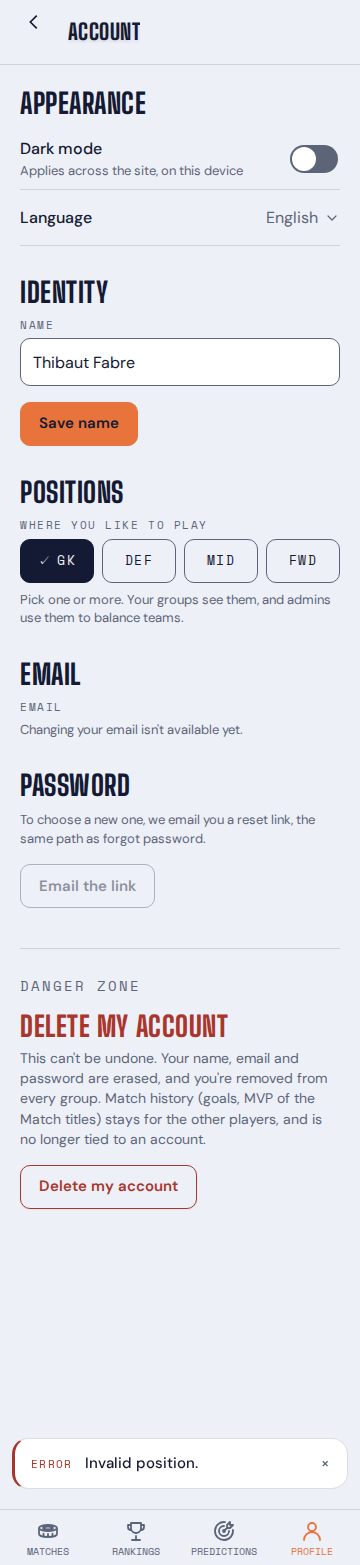 ACCOUNT
APPEARANCE
Dark mode
Applies across the site, on this device
Language
English
IDENTITY
NAME
Thibaut Fabre
Save name
POSITIONS
WHERE YOU LIKE TO PLAY
✓ GK DEF MID FWD
Pick one or more. Your groups see them, and admins
use them to balance teams.
EMAIL
EMAIL
Changing your email isn't available yet.
PASSWORD
To choose a new one, we email you a reset link, the
same path as forgot password.
Email the link
DANGER ZONE
DELETE MY ACCOUNT
This can't be undone. Your name, email and
password are erased, and you're removed from
every group. Match history (goals, MVP of the
Match titles) stays for the other players, and is
no longer tied to an account.
Delete my account
ERROR Invalid position. ×
MATCHES RANKINGS PREDICTIONS PROFILE